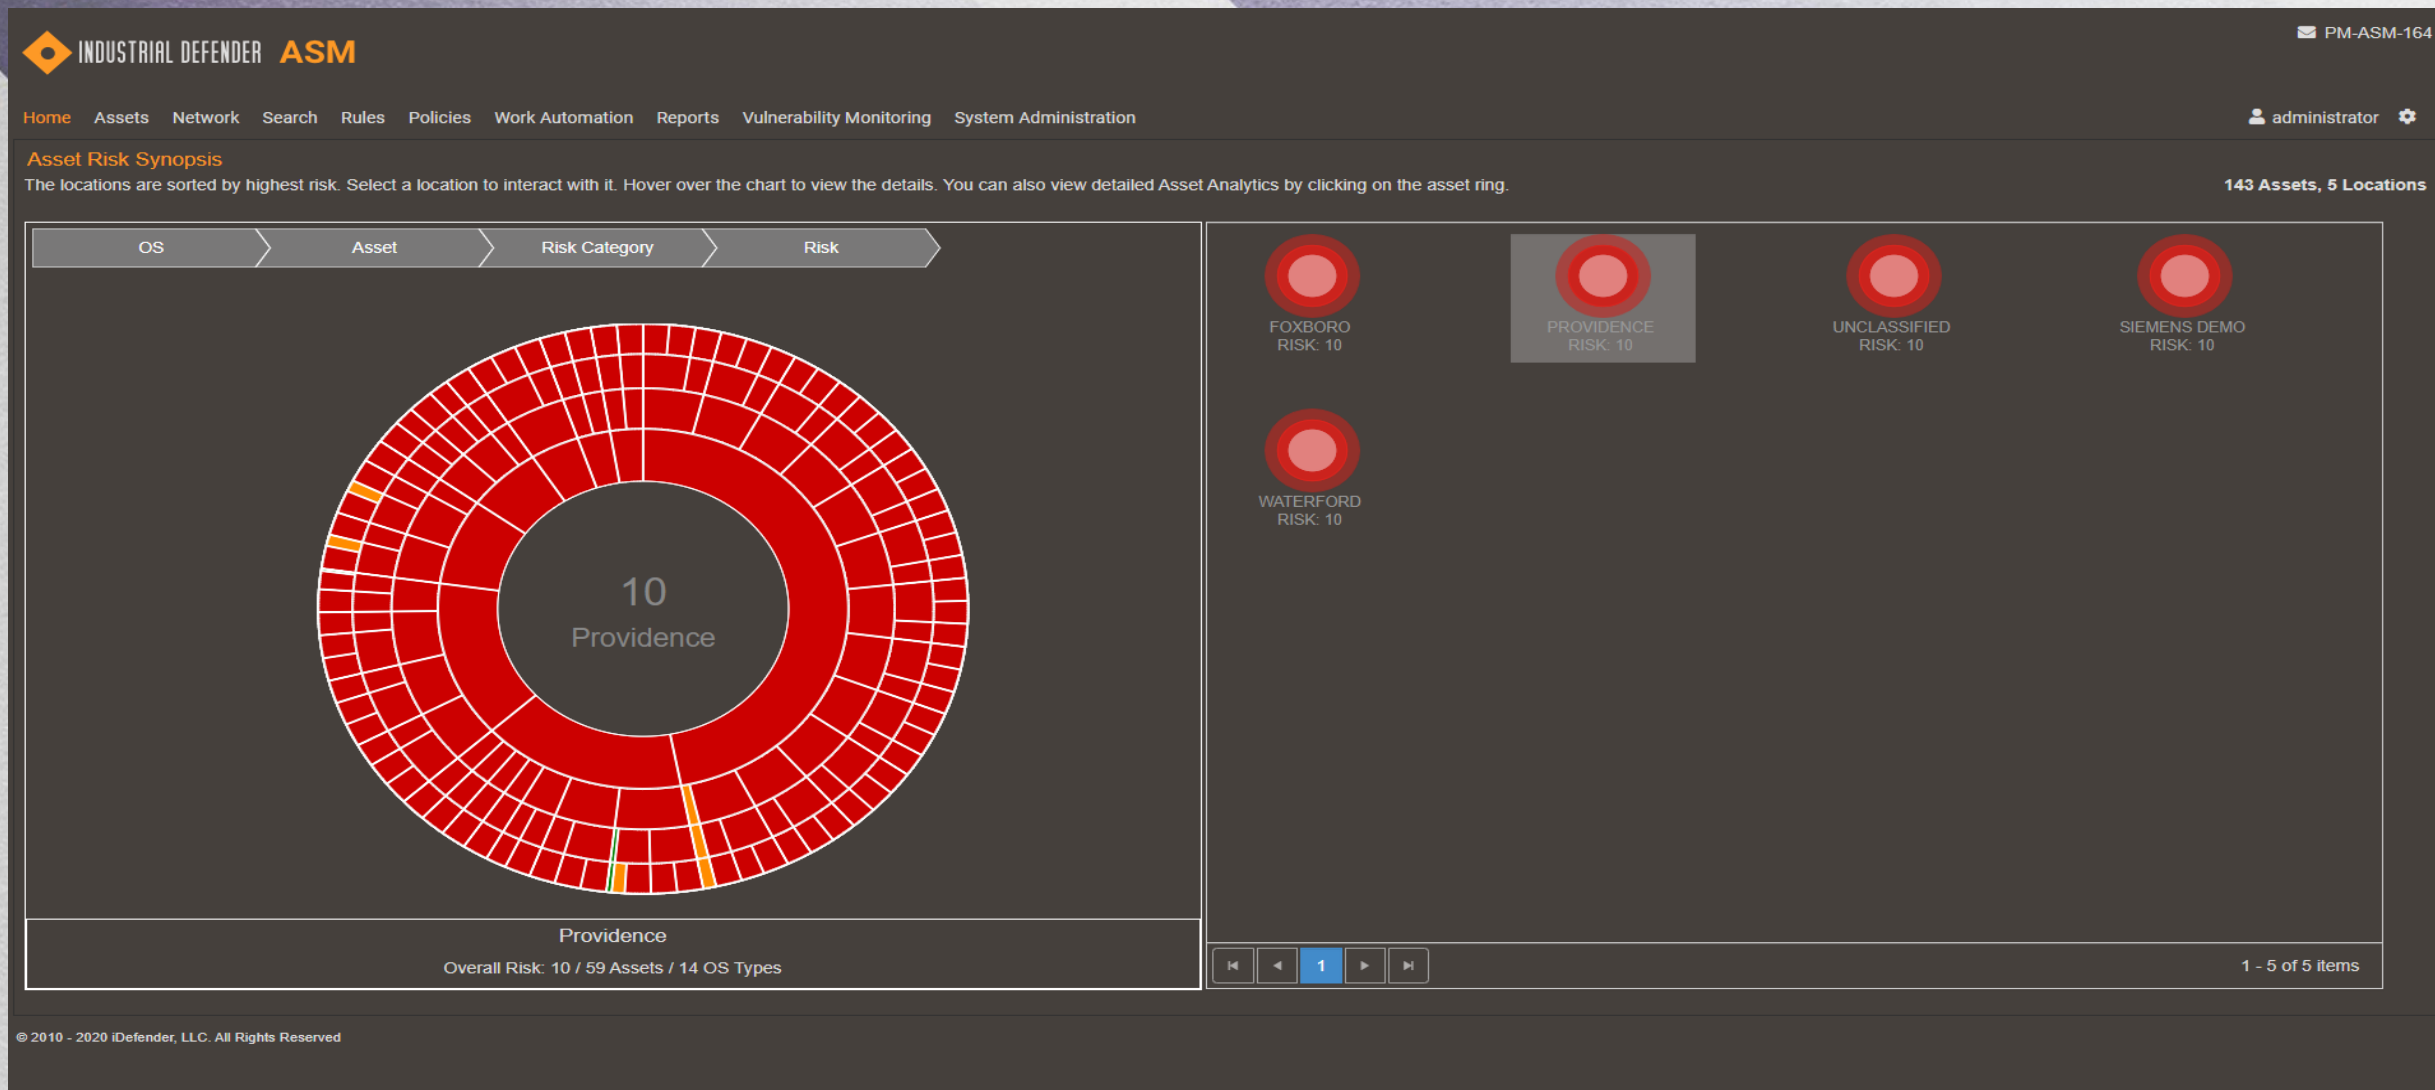 INDUSTRIAL DEFENDER ASM
PM-ASM-164
Home Assets Network Search Rules Policies Work Automation Reports Vulnerability Monitoring System Administration
administrator
Asset Risk Synopsis
The locations are sorted by highest risk. Select a location to interact with it. Hover over the chart to view the details. You can also view detailed Asset Analytics by clicking on the asset ring.
143 Assets, 5 Locations
OS Asset Risk Category Risk
10
Providence
Providence
Overall Risk: 10 / 59 Assets / 14 OS Types
FOXBORO
RISK: 10
PROVIDENCE
RISK: 10
UNCLASSIFIED
RISK: 10
SIEMENS DEMO
RISK: 10
WATERFORD
RISK: 10
1
1 - 5 of 5 items
© 2010 - 2020 iDefender, LLC. All Rights Reserved